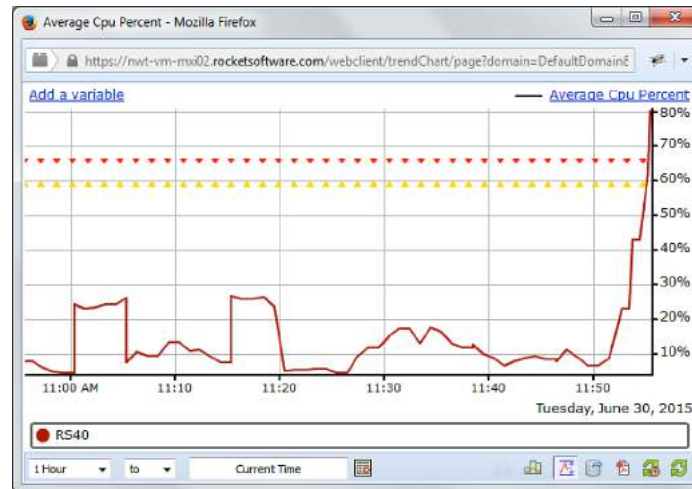 Average Cpu Percent - Mozilla Firefox
https://nwt-vm-mxi02.rocketsoftware.com/webclient/trendChart/page?domain=DefaultDomain&
Add a variable
Average Cpu Percent
80%
70%
60%
50%
40%
30%
20%
10%
11:00 AM 11:10 11:20 11:30 11:40 11:50
Tuesday, June 30, 2015
RS40
1 Hour to Current Time